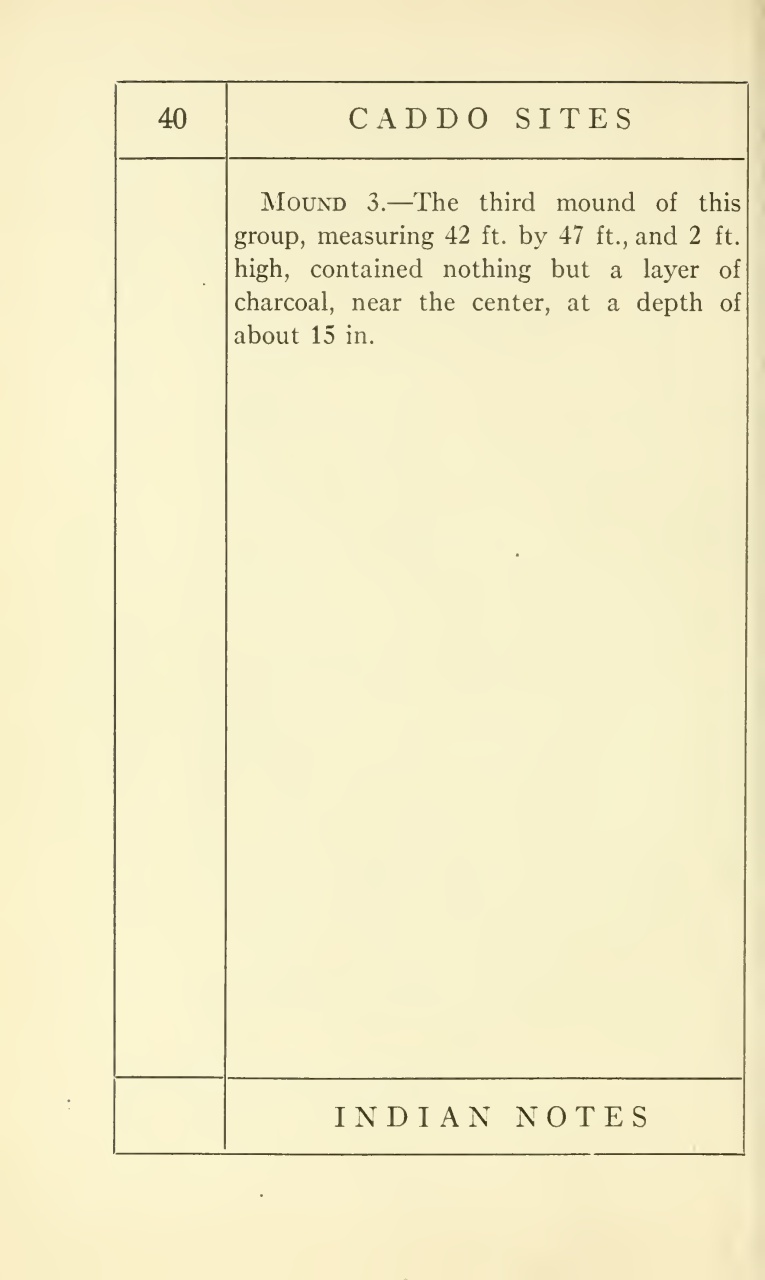 40
CADDO SITES
MOUND 3.—The third mound of this
group, measuring 42 ft. by 47 ft., and 2 ft.
high, contained nothing but a layer of
charcoal, near the center, at a depth of
about 15 in.
INDIAN NOTES